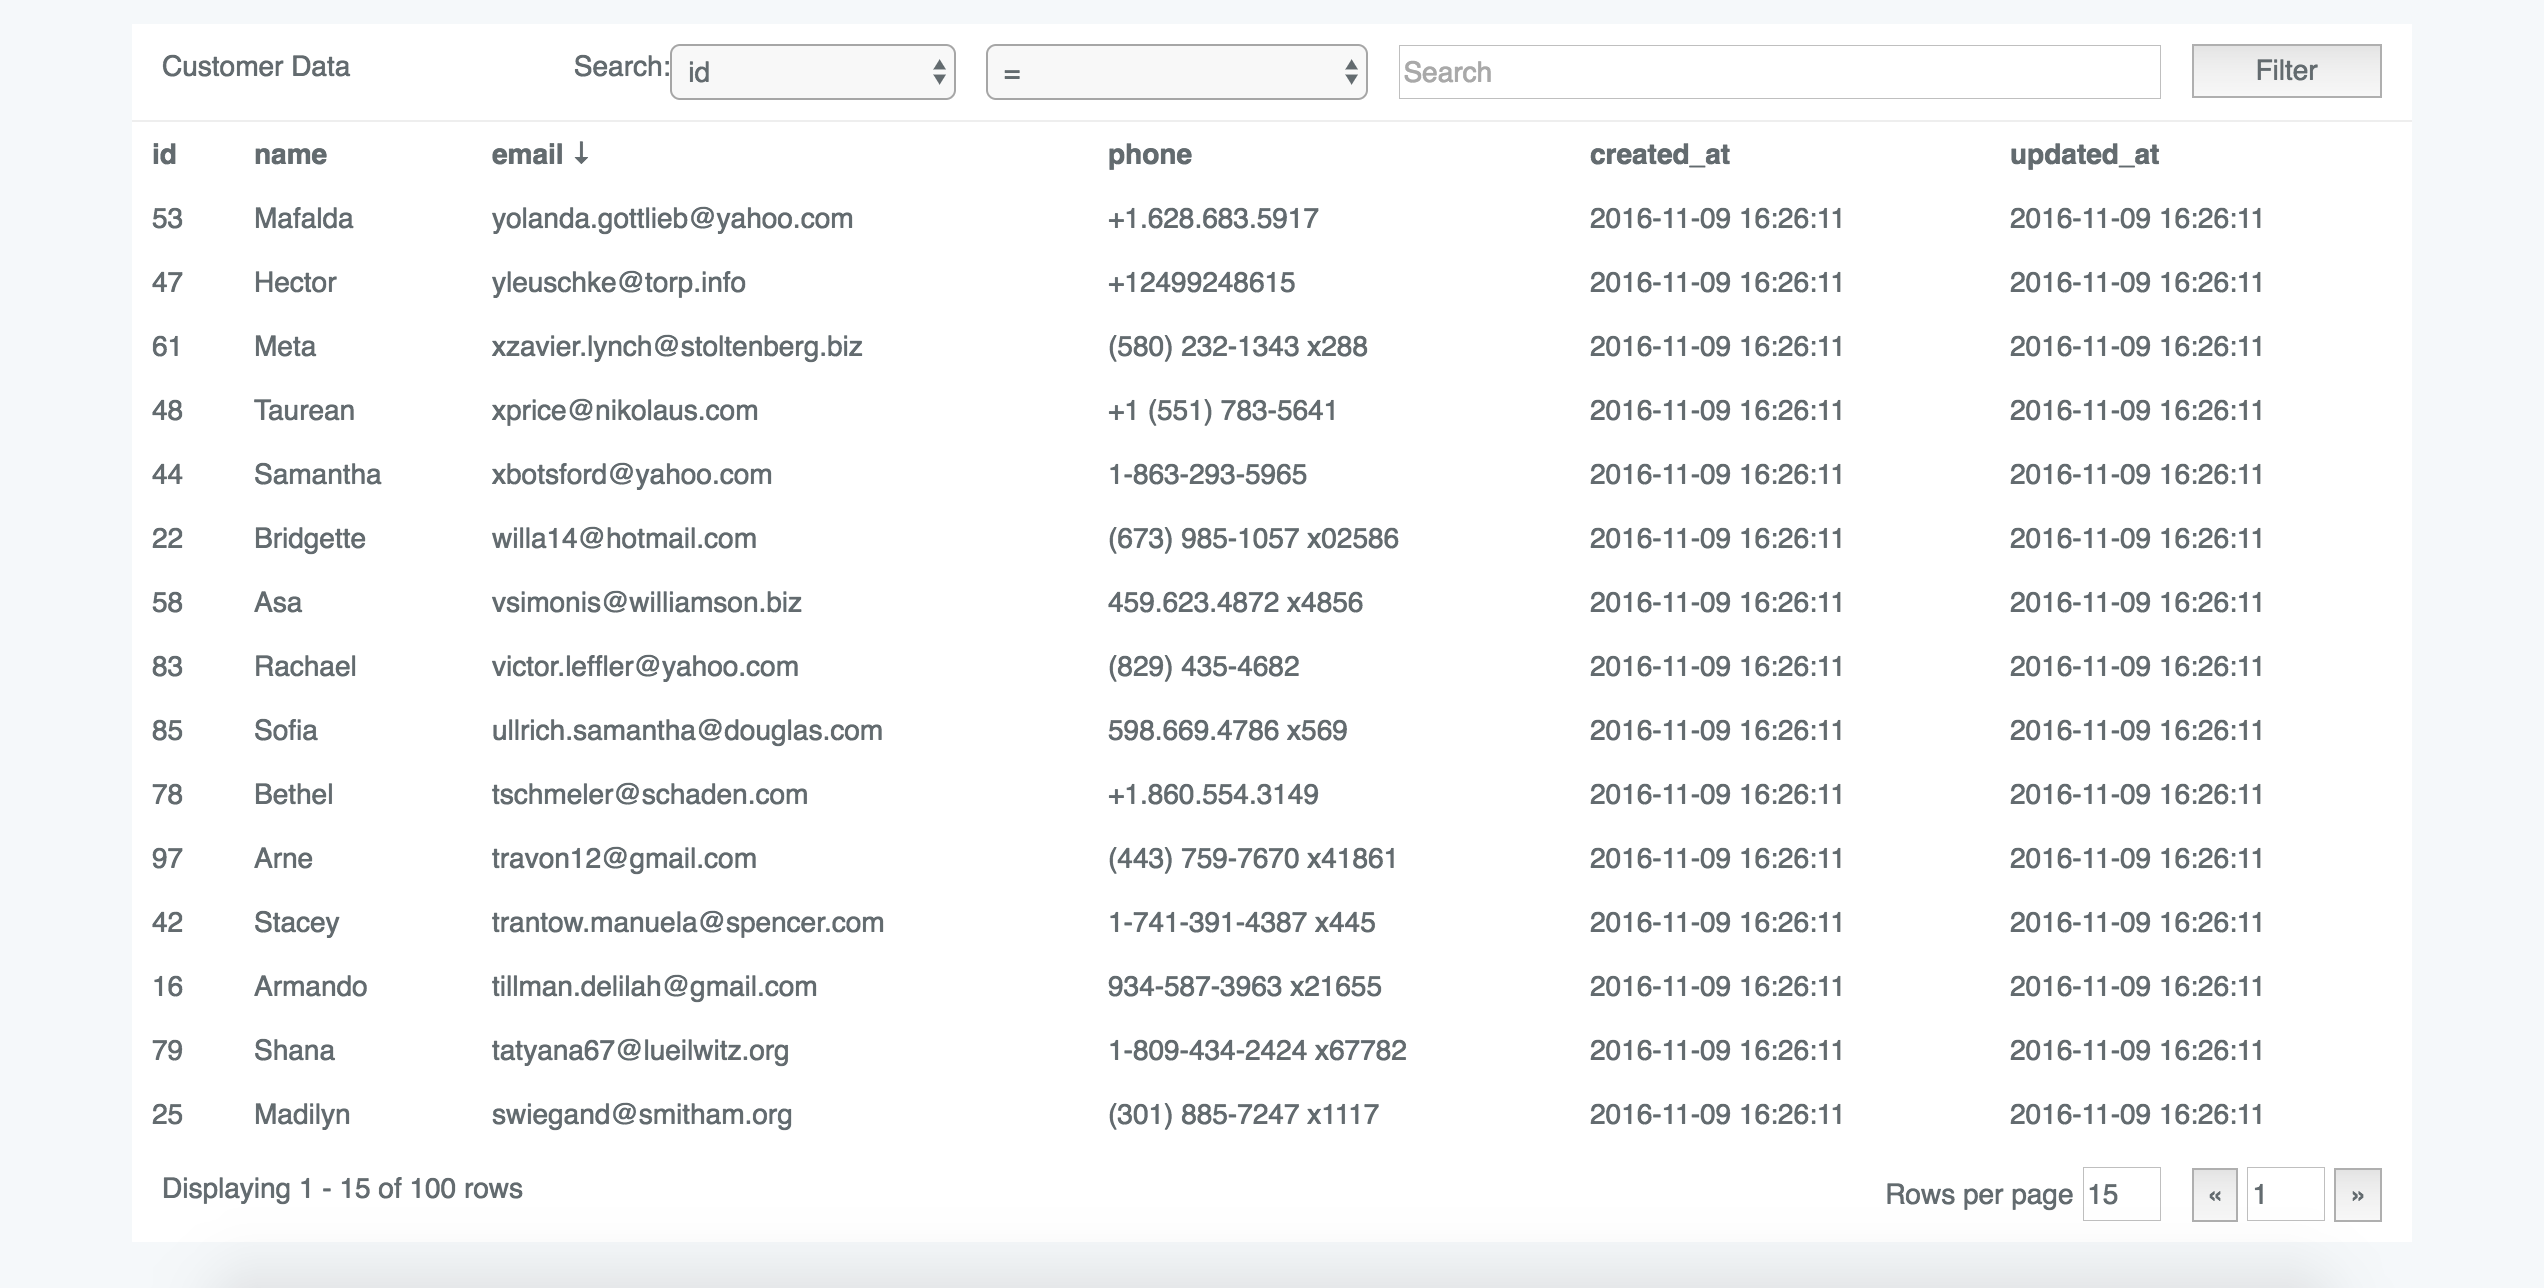 Customer Data Search: id = Search Filter
id name email ↓ phone created_at updated_at
53 Mafalda yolanda.gottlieb@yahoo.com +1.628.683.5917 2016-11-09 16:26:11 2016-11-09 16:26:11
47 Hector yleuschke@torp.info +12499248615 2016-11-09 16:26:11 2016-11-09 16:26:11
61 Meta xzavier.lynch@stoltenberg.biz (580) 232-1343 x288 2016-11-09 16:26:11 2016-11-09 16:26:11
48 Taurean xprice@nikolaus.com +1 (551) 783-5641 2016-11-09 16:26:11 2016-11-09 16:26:11
44 Samantha xbotsford@yahoo.com 1-863-293-5965 2016-11-09 16:26:11 2016-11-09 16:26:11
22 Bridgette willa14@hotmail.com (673) 985-1057 x02586 2016-11-09 16:26:11 2016-11-09 16:26:11
58 Asa vsimonis@williamson.biz 459.623.4872 x4856 2016-11-09 16:26:11 2016-11-09 16:26:11
83 Rachael victor.leffler@yahoo.com (829) 435-4682 2016-11-09 16:26:11 2016-11-09 16:26:11
85 Sofia ullrich.samantha@douglas.com 598.669.4786 x569 2016-11-09 16:26:11 2016-11-09 16:26:11
78 Bethel tschmeler@schaden.com +1.860.554.3149 2016-11-09 16:26:11 2016-11-09 16:26:11
97 Arne travon12@gmail.com (443) 759-7670 x41861 2016-11-09 16:26:11 2016-11-09 16:26:11
42 Stacey trantow.manuela@spencer.com 1-741-391-4387 x445 2016-11-09 16:26:11 2016-11-09 16:26:11
16 Armando tillman.delilah@gmail.com 934-587-3963 x21655 2016-11-09 16:26:11 2016-11-09 16:26:11
79 Shana tatyana67@lueilwitz.org 1-809-434-2424 x67782 2016-11-09 16:26:11 2016-11-09 16:26:11
25 Madilyn swiegand@smitham.org (301) 885-7247 x1117 2016-11-09 16:26:11 2016-11-09 16:26:11
Displaying 1 - 15 of 100 rows Rows per page 15 « 1 »